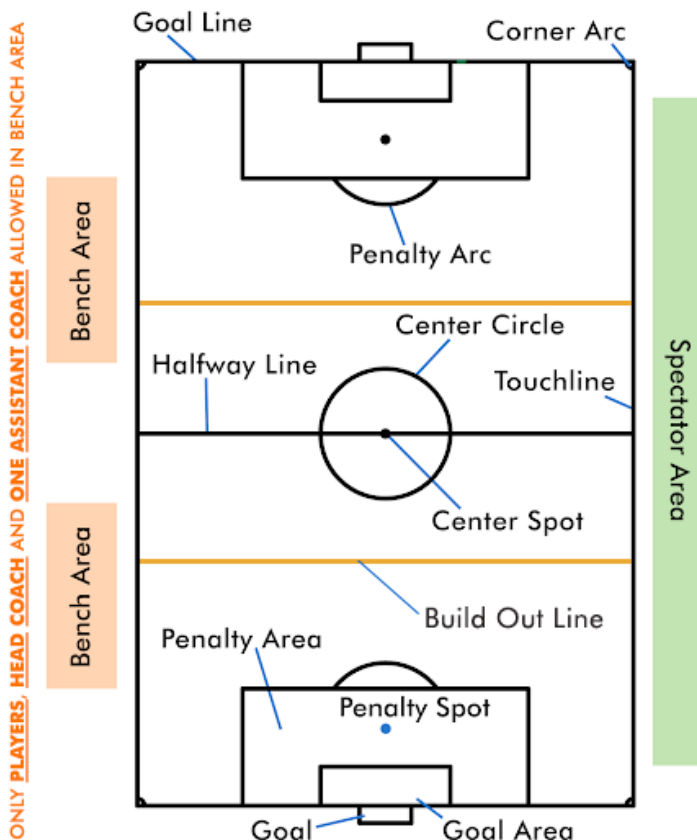 Goal Line
Corner Arc
ONLY PLAYERS, HEAD COACH AND ONE ASSISTANT COACH ALLOWED IN BENCH AREA
Bench Area
Penalty Arc
Center Circle
Halfway Line
Touchline
Spectator Area
Center Spot
Bench Area
Build Out Line
Penalty Area
Penalty Spot
Goal
Goal Area